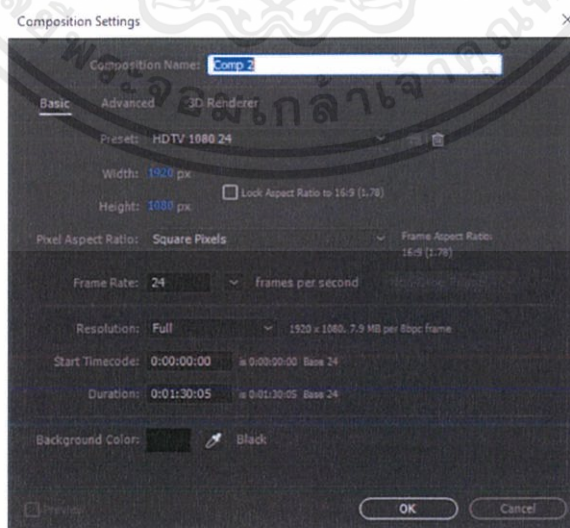 Composition Settings
Composition Name: Comp 2
Basic Advanced 3D Renderer
Preset: HDTV 1080 24
Width: 1920 px
Lock Aspect Ratio to 16:9 (1.78)
Height: 1080 px
Pixel Aspect Ratio: Square Pixels Frame Aspect Ratio:
16:9 (1.78)
Frame Rate: 24 frames per second
Resolution: Full 1920 x 1080, 7.9 MB per 8bpc frame
Start Timecode: 0:00:00:00 is 0:00:00:00 Base 24
Duration: 0:01:30:05 is 0:01:30:05 Base 24
Background Color: Black
Preview OK Cancel